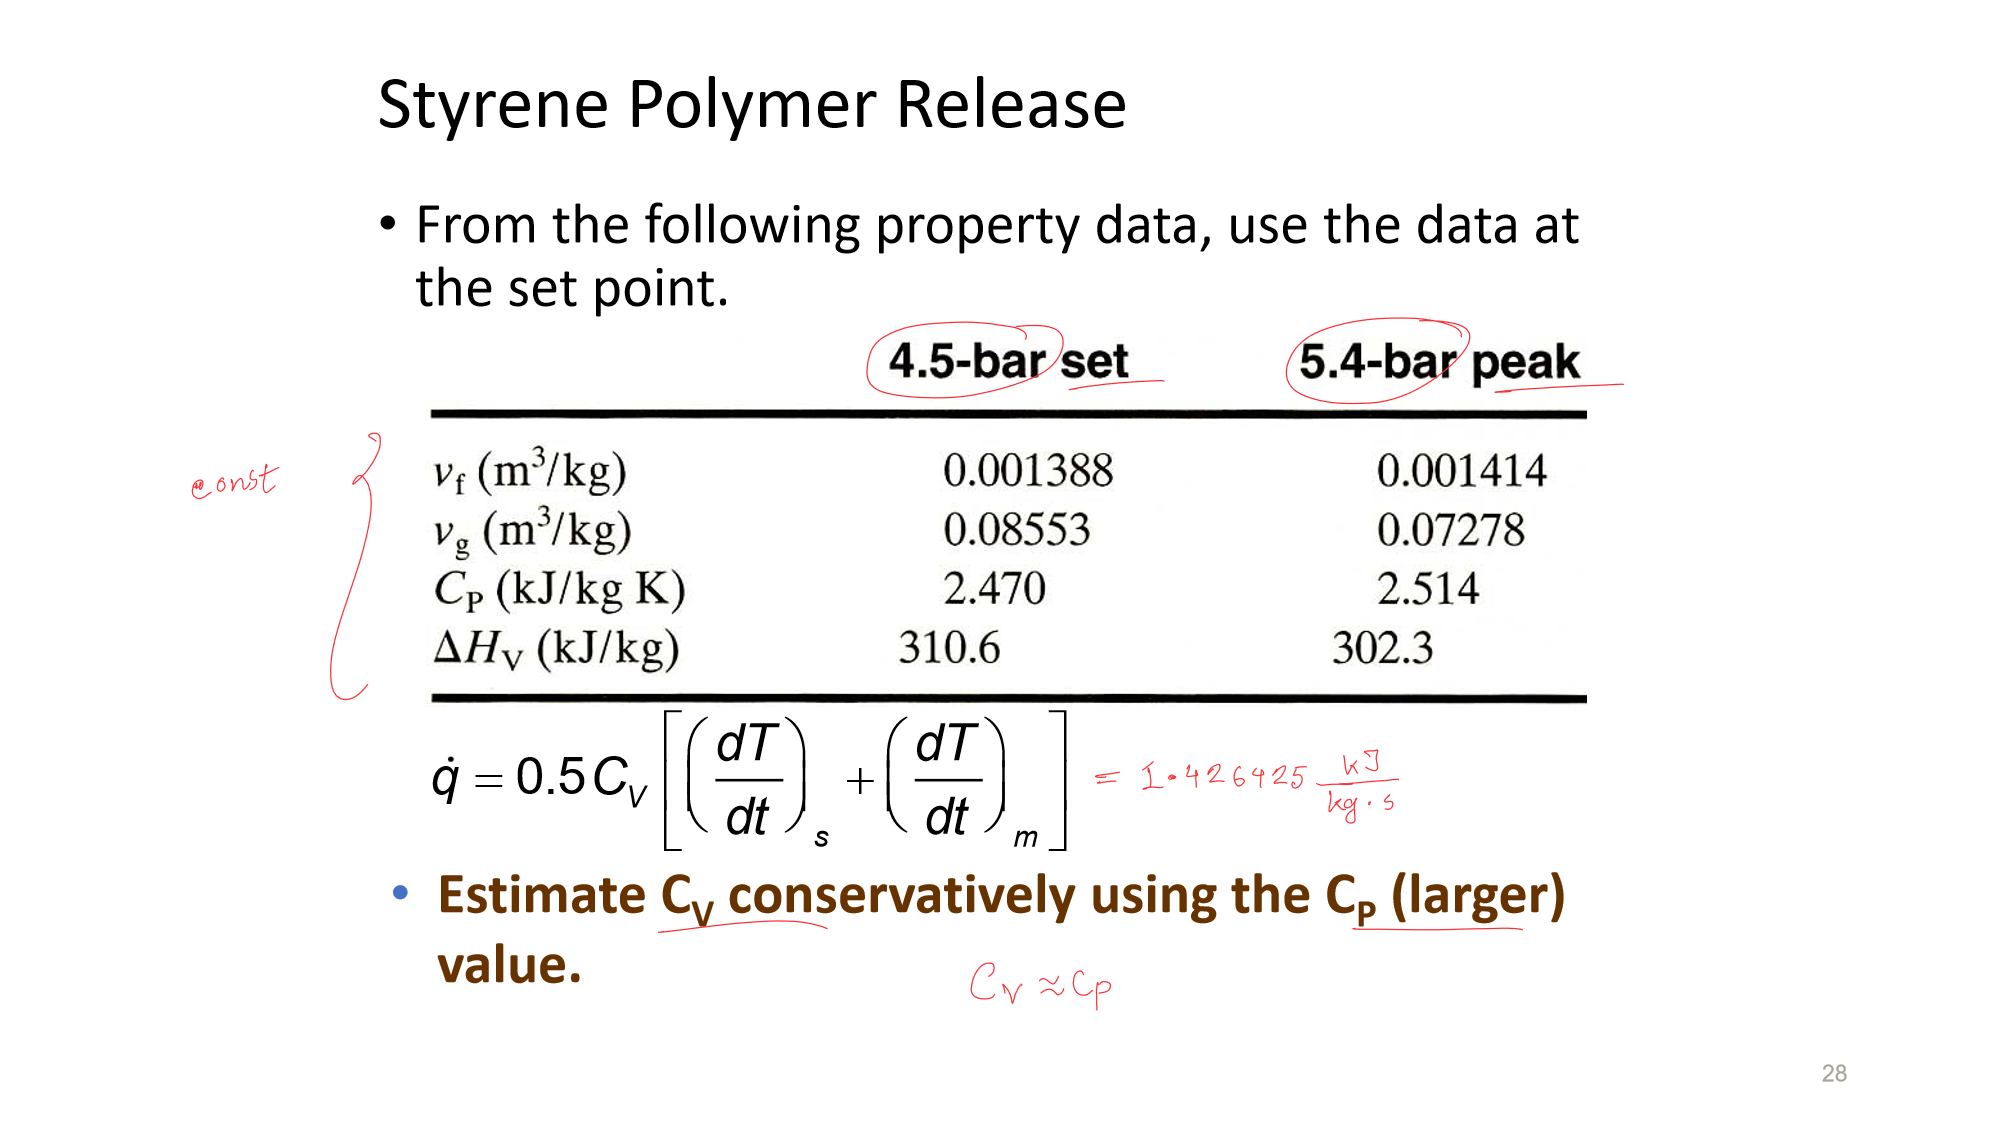 Styrene Polymer Release
• From the following property data, use the data at
the set point.
4.5-bar set 5.4-bar peak
const
v_f (m³/kg) 0.001388 0.001414
v_g (m³/kg) 0.08553 0.07278
C_P (kJ/kg K) 2.470 2.514
ΔH_V (kJ/kg) 310.6 302.3
q̇ = 0.5 C_V [(dT/dt)_s + (dT/dt)_m] = 1.426425 kJ/kg·s
• Estimate C_V conservatively using the C_P (larger)
value.
C_V ≈ C_P
28